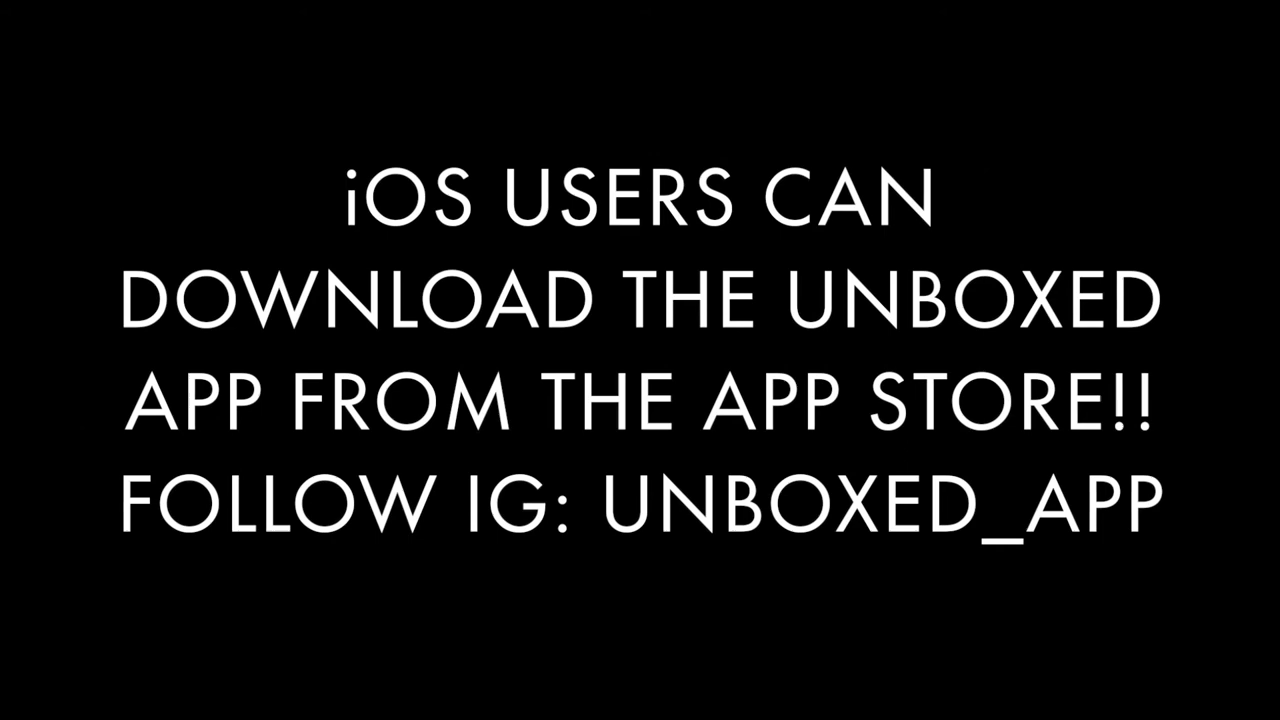 iOS USERS CAN
DOWNLOAD THE UNBOXED
APP FROM THE APP STORE!!
FOLLOW IG: UNBOXED_APP